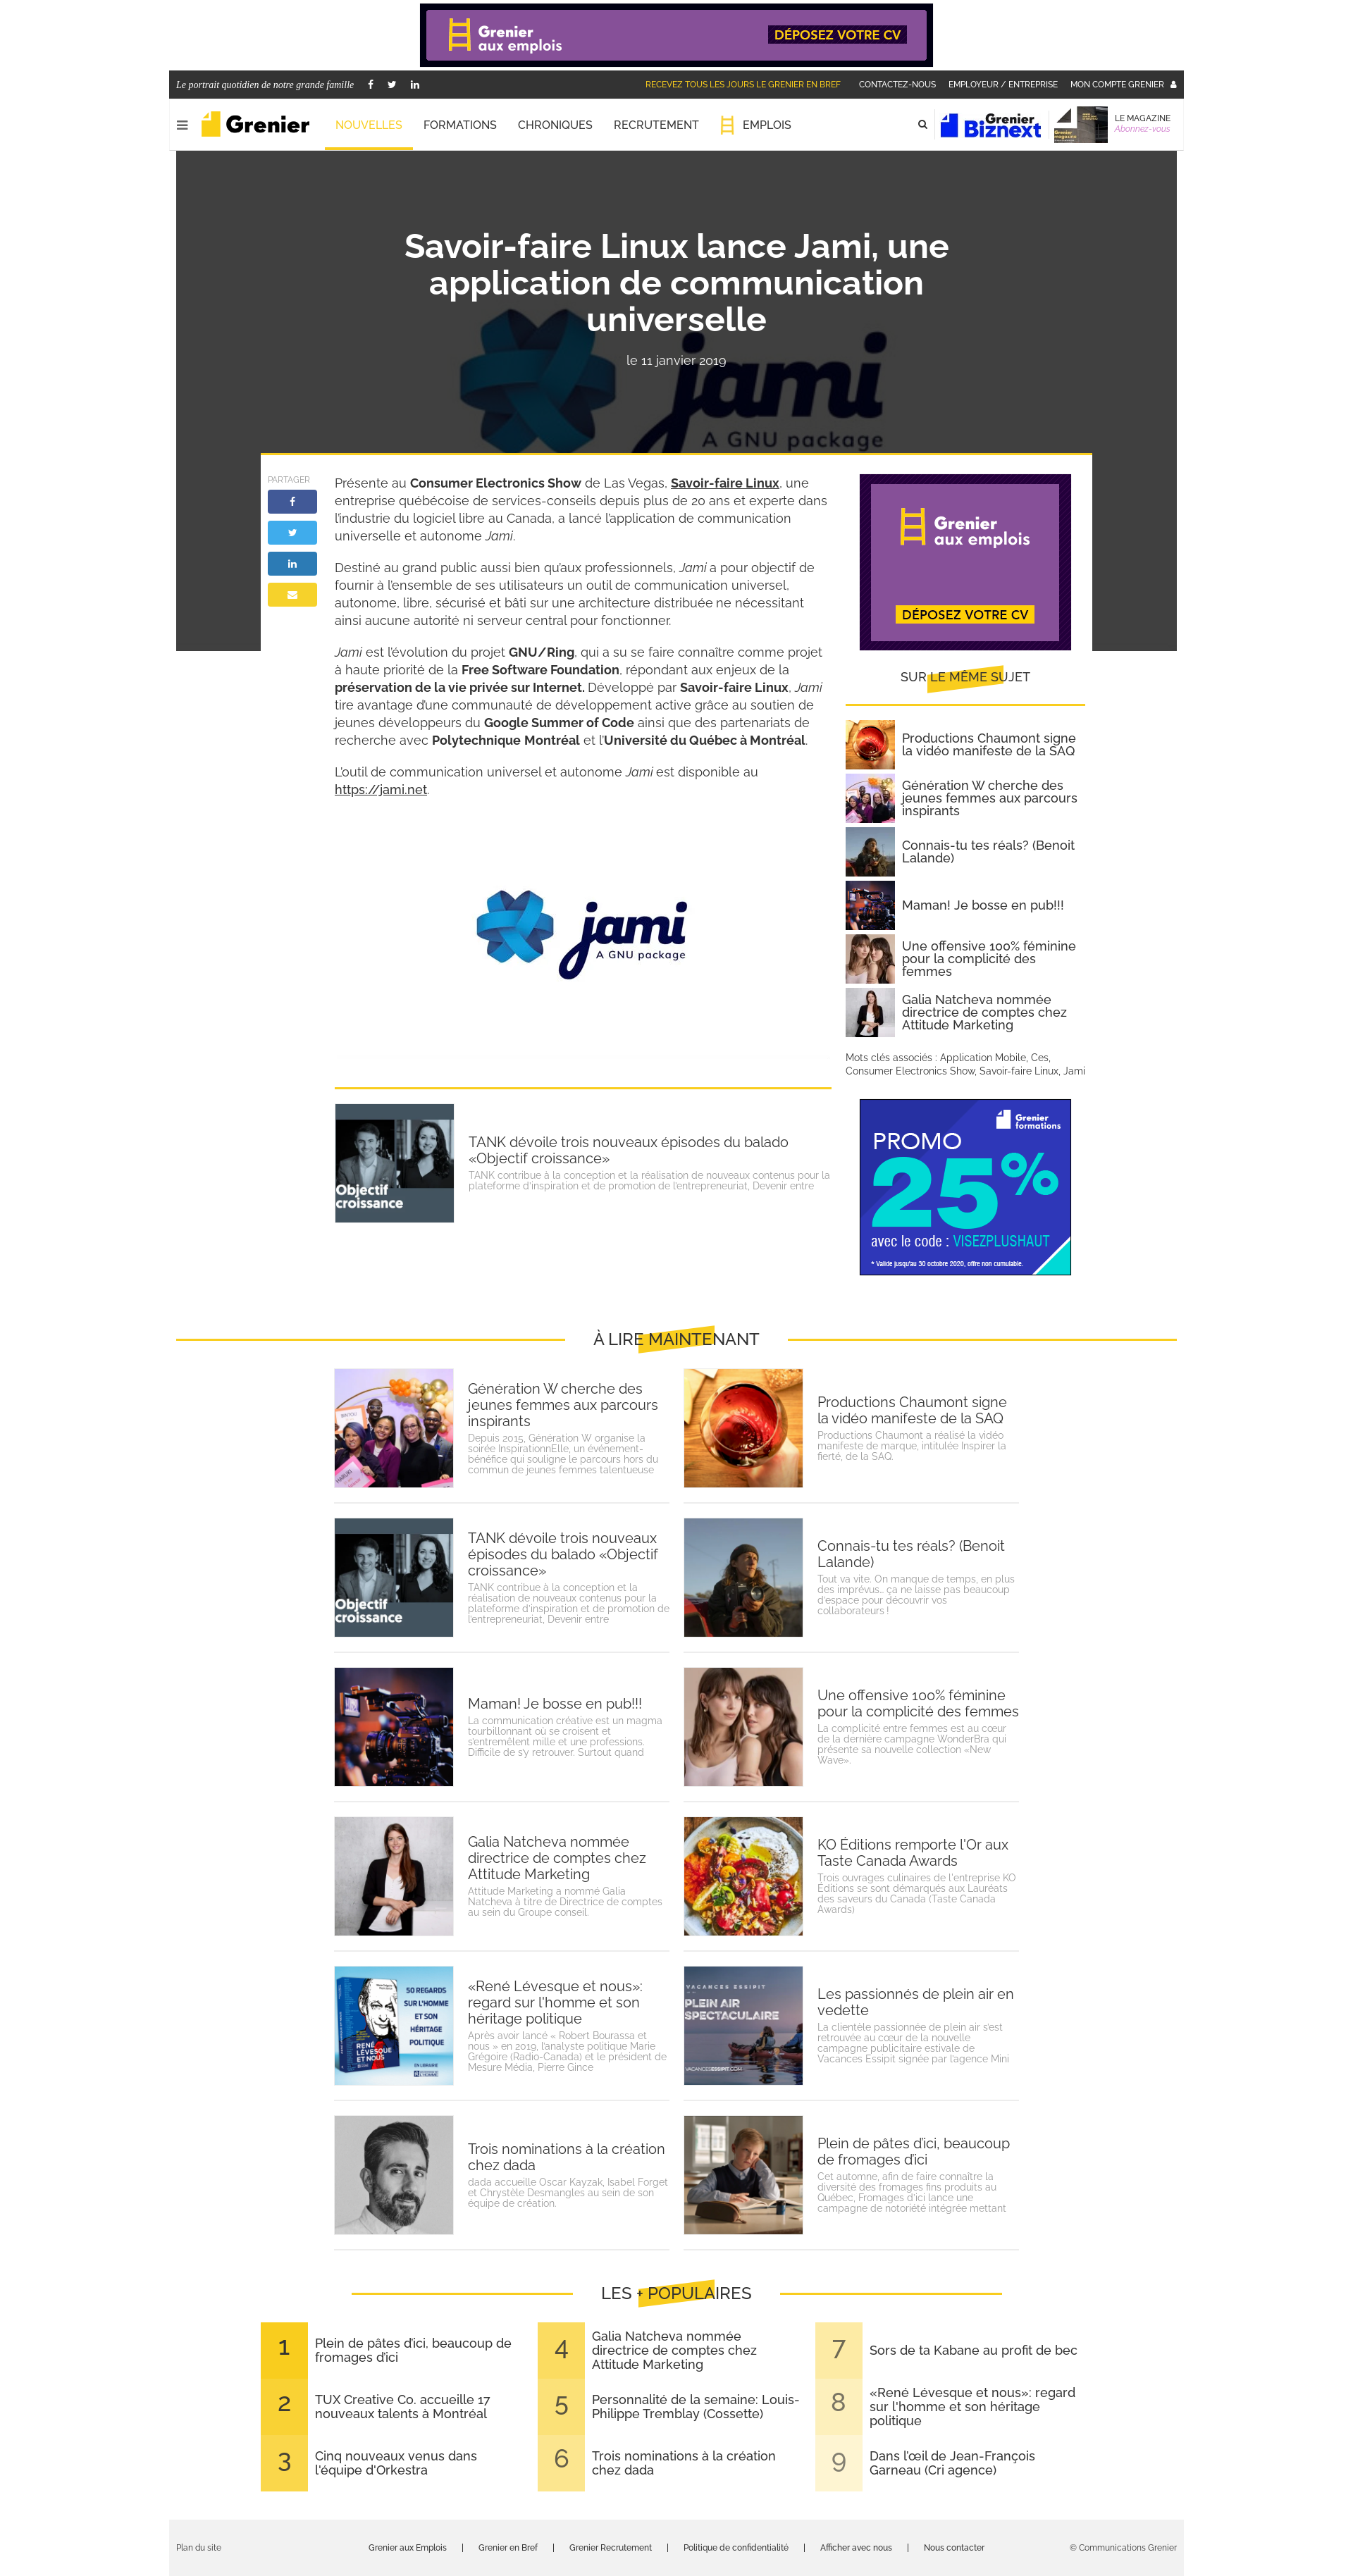 Grenier
aux emplois
DÉPOSEZ VOTRE CV
Le portrait quotidien de notre grande famille
RECEVEZ TOUS LES JOURS LE GRENIER EN BREF
CONTACTEZ-NOUS
EMPLOYEUR / ENTREPRISE
MON COMPTE GRENIER
Grenier
NOUVELLES
FORMATIONS
CHRONIQUES
RECRUTEMENT
EMPLOIS
Grenier
Biznext
LE MAGAZINE
Abonnez-vous
Savoir-faire Linux lance Jami, une
application de communication
universelle
le 11 janvier 2019
jami
A GNU package
PARTAGER
Présente au Consumer Electronics Show de Las Vegas, Savoir-faire Linux, une
entreprise québécoise de services-conseils depuis plus de 20 ans et experte dans
l'industrie du logiciel libre au Canada, a lancé l'application de communication
universelle et autonome Jami.
Destiné au grand public aussi bien qu'aux professionnels, Jami a pour objectif de
fournir à l'ensemble de ses utilisateurs un outil de communication universel,
autonome, libre, sécurisé et bâti sur une architecture distribuée ne nécessitant
ainsi aucune autorité ni serveur central pour fonctionner.
Jami est l'évolution du projet GNU/Ring, qui a su se faire connaître comme projet
à haute priorité de la Free Software Foundation, répondant aux enjeux de la
préservation de la vie privée sur Internet. Développé par Savoir-faire Linux, Jami
tire avantage d'une communauté de développement active grâce au soutien de
jeunes développeurs du Google Summer of Code ainsi que des partenariats de
recherche avec Polytechnique Montréal et l'Université du Québec à Montréal.
L'outil de communication universel et autonome Jami est disponible au
https://jami.net.
jami
A GNU package
Grenier
aux emplois
DÉPOSEZ VOTRE CV
SUR LE MÊME SUJET
Productions Chaumont signe
la vidéo manifeste de la SAQ
Génération W cherche des
jeunes femmes aux parcours
inspirants
Connais-tu tes réals? (Benoit
Lalande)
Maman! Je bosse en pub!!!
Une offensive 100% féminine
pour la complicité des
femmes
Galia Natcheva nommée
directrice de comptes chez
Attitude Marketing
Mots clés associés : Application Mobile, Ces,
Consumer Electronics Show, Savoir-faire Linux, Jami
Objectif
croissance
TANK dévoile trois nouveaux épisodes du balado
«Objectif croissance»
TANK contribue à la conception et la réalisation de nouveaux contenus pour la
plateforme d'inspiration et de promotion de l'entrepreneuriat, Devenir entre
Grenier
formations
PROMO
25%
avec le code : VISEZPLUSHAUT
* Valide jusqu'au 30 octobre 2020, offre non cumulable.
À LIRE MAINTENANT
Génération W cherche des
jeunes femmes aux parcours
inspirants
Depuis 2015, Génération W organise la
soirée InspirationnElle, un événement-
bénéfice qui souligne le parcours hors du
commun de jeunes femmes talentueuse
Productions Chaumont signe
la vidéo manifeste de la SAQ
Productions Chaumont a réalisé la vidéo
manifeste de marque, intitulée Inspirer la
fierté, de la SAQ.
Objectif
croissance
TANK dévoile trois nouveaux
épisodes du balado «Objectif
croissance»
TANK contribue à la conception et la
réalisation de nouveaux contenus pour la
plateforme d'inspiration et de promotion de
l'entrepreneuriat, Devenir entre
Connais-tu tes réals? (Benoit
Lalande)
Tout va vite. On manque de temps, en plus
des imprévus… ça ne laisse pas beaucoup
d'espace pour découvrir vos
collaborateurs !
Maman! Je bosse en pub!!!
La communication créative est un magma
tourbillonnant où se croisent et
s'entremêlent mille et une professions.
Difficile de s'y retrouver. Surtout quand
Une offensive 100% féminine
pour la complicité des femmes
La complicité entre femmes est au cœur
de la dernière campagne WonderBra qui
présente sa nouvelle collection «New
Wave».
Galia Natcheva nommée
directrice de comptes chez
Attitude Marketing
Attitude Marketing a nommé Galia
Natcheva à titre de Directrice de comptes
au sein du Groupe conseil.
KO Éditions remporte l'Or aux
Taste Canada Awards
Trois ouvrages culinaires de l'entreprise KO
Éditions se sont démarqués aux Lauréats
des saveurs du Canada (Taste Canada
Awards)
50 REGARDS
SUR L'HOMME
ET SON
HÉRITAGE
POLITIQUE
RENÉ
LÉVESQUE
ET NOUS
EN LIBRAIRIE
«René Lévesque et nous»:
regard sur l'homme et son
héritage politique
Après avoir lancé « Robert Bourassa et
nous » en 2019, l'analyste politique Marie
Grégoire (Radio-Canada) et le président de
Mesure Média, Pierre Gince
VACANCES ESSIPIT
PLEIN AIR
SPECTACULAIRE
VACANCESESSIPIT.COM
Les passionnés de plein air en
vedette
La clientèle passionnée de plein air s'est
retrouvée au cœur de la nouvelle
campagne publicitaire estivale de
Vacances Essipit signée par l'agence Mini
Trois nominations à la création
chez dada
dada accueille Oscar Kayzak, Isabel Forget
et Chrystèle Desmangles au sein de son
équipe de création.
Plein de pâtes d'ici, beaucoup
de fromages d'ici
Cet automne, afin de faire connaître la
diversité des fromages fins produits au
Québec, Fromages d'ici lance une
campagne de notoriété intégrée mettant
LES + POPULAIRES
1
Plein de pâtes d'ici, beaucoup de
fromages d'ici
2
TUX Creative Co. accueille 17
nouveaux talents à Montréal
3
Cinq nouveaux venus dans
l'équipe d'Orkestra
4
Galia Natcheva nommée
directrice de comptes chez
Attitude Marketing
5
Personnalité de la semaine: Louis-
Philippe Tremblay (Cossette)
6
Trois nominations à la création
chez dada
7
Sors de ta Kabane au profit de bec
8
«René Lévesque et nous»: regard
sur l'homme et son héritage
politique
9
Dans l'œil de Jean-François
Garneau (Cri agence)
Plan du site
Grenier aux Emplois | Grenier en Bref | Grenier Recrutement | Politique de confidentialité | Afficher avec nous | Nous contacter
© Communications Grenier